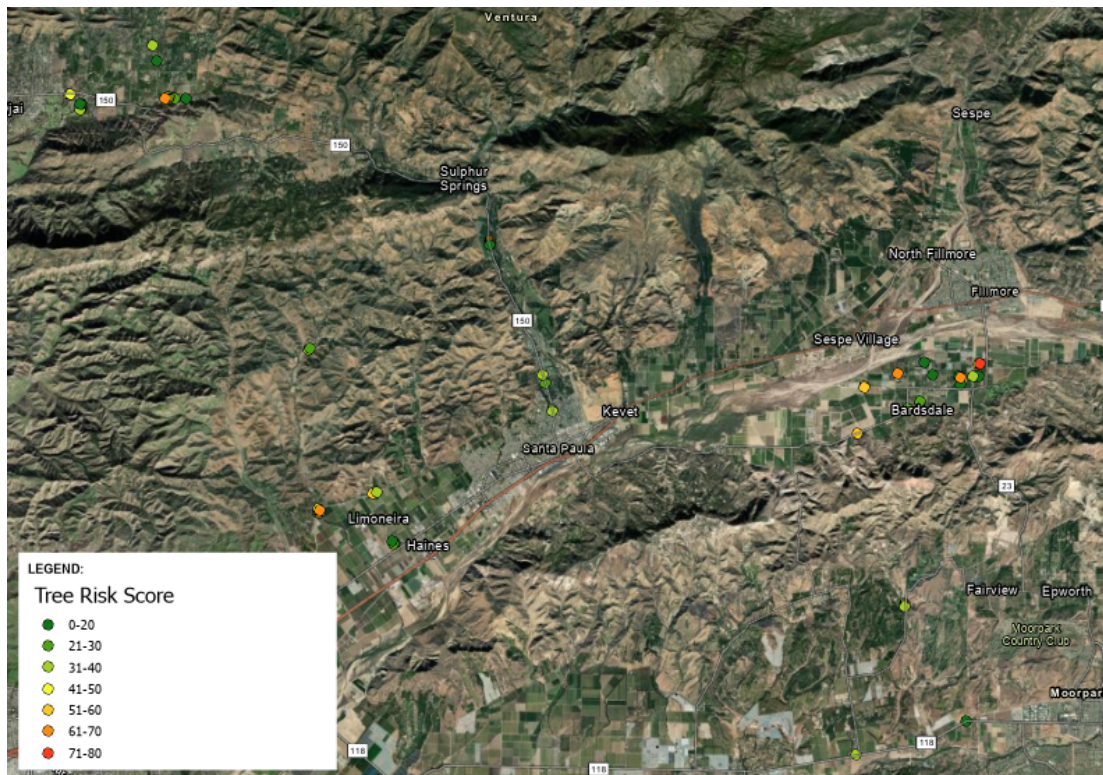 Ventura
Sespe
jai
150
150
Sulphur
Springs
North Fillmore
Fillmore
150
Sespe Village
Bardsdale
Kevet
Santa Paula
23
Limoneira
Haines
Fairview
Epworth
Moorpark
Country Club
Moorpar
118
118
118
LEGEND:
Tree Risk Score
0-20
21-30
31-40
41-50
51-60
61-70
71-80